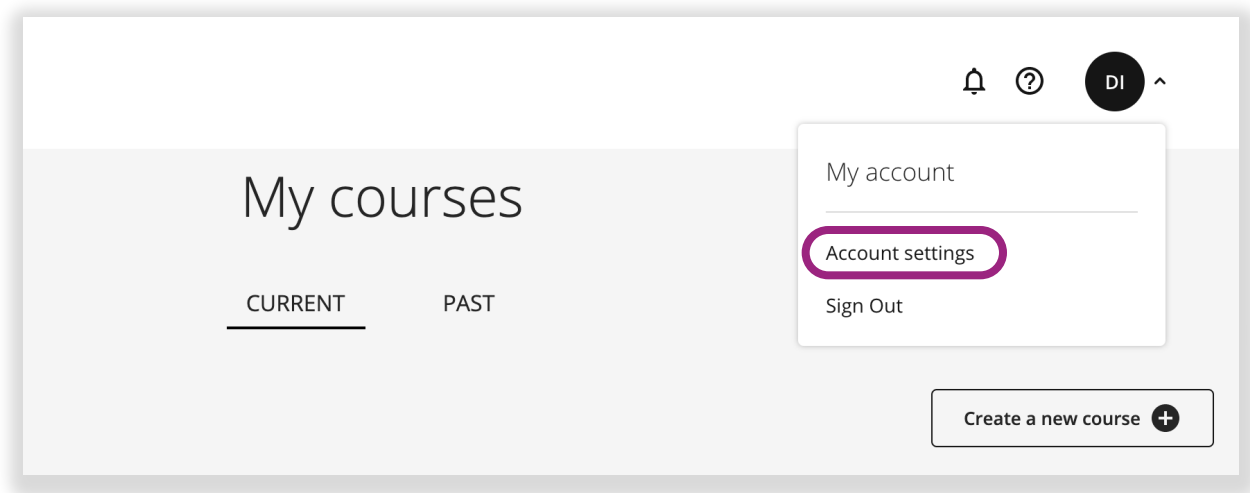 DI
My account
My courses
Account settings
CURRENT
PAST
Sign Out
Create a new course